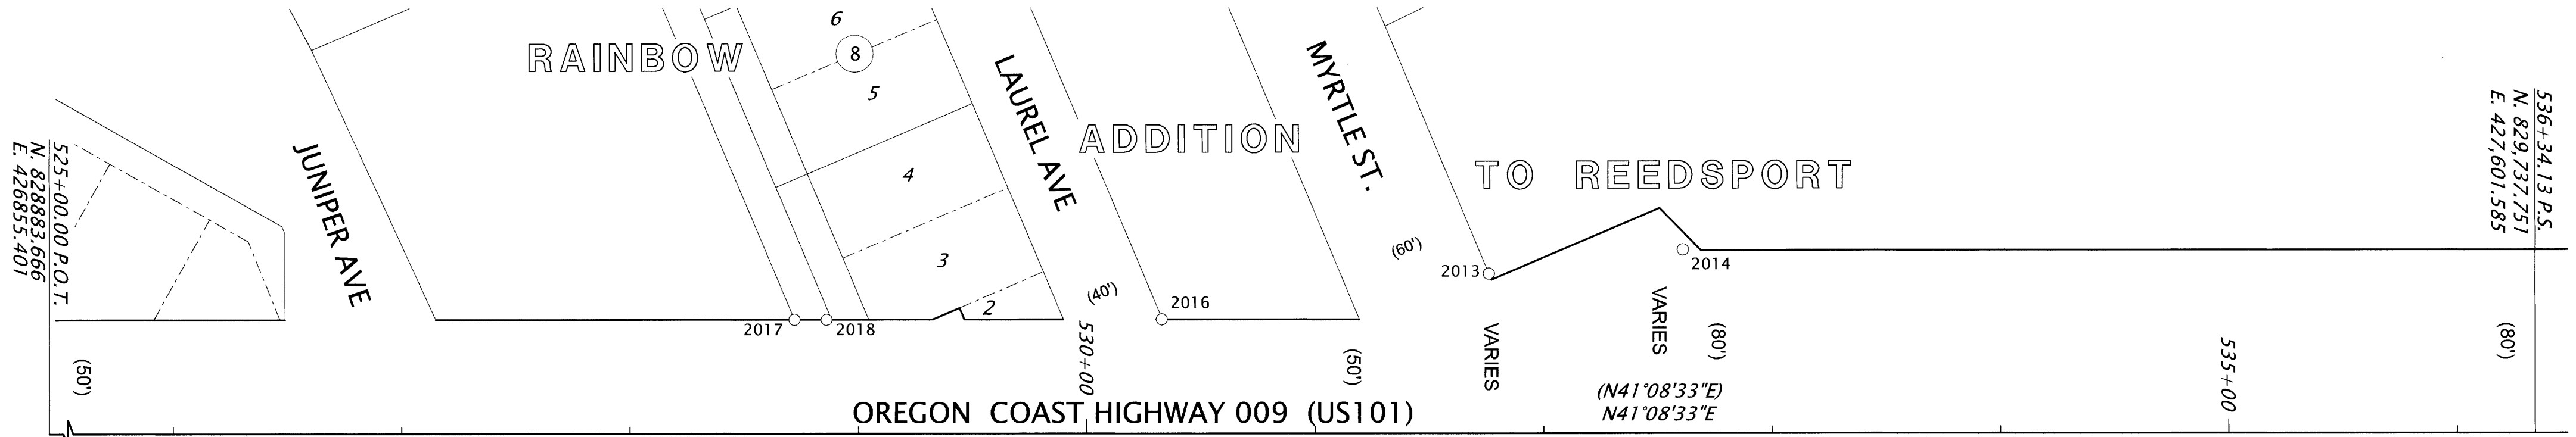 525+00.00 P.O.T.
N. 828883.666
E. 426855.401
(50')
JUNIPER AVE
RAINBOW
6
8
5
4
3
2
2017
2018
LAUREL AVE
(40')
530+00
ADDITION
2016
MYRTLE ST.
(50')
(60')
2013
VARIES
TO REEDSPORT
2014
VARIES
(80')
(N41°08'33"E)
N41°08'33"E
OREGON COAST HIGHWAY 009 (US101)
535+00
(80')
536+34.13 P.S.
N. 829,737.751
E. 427,601.585